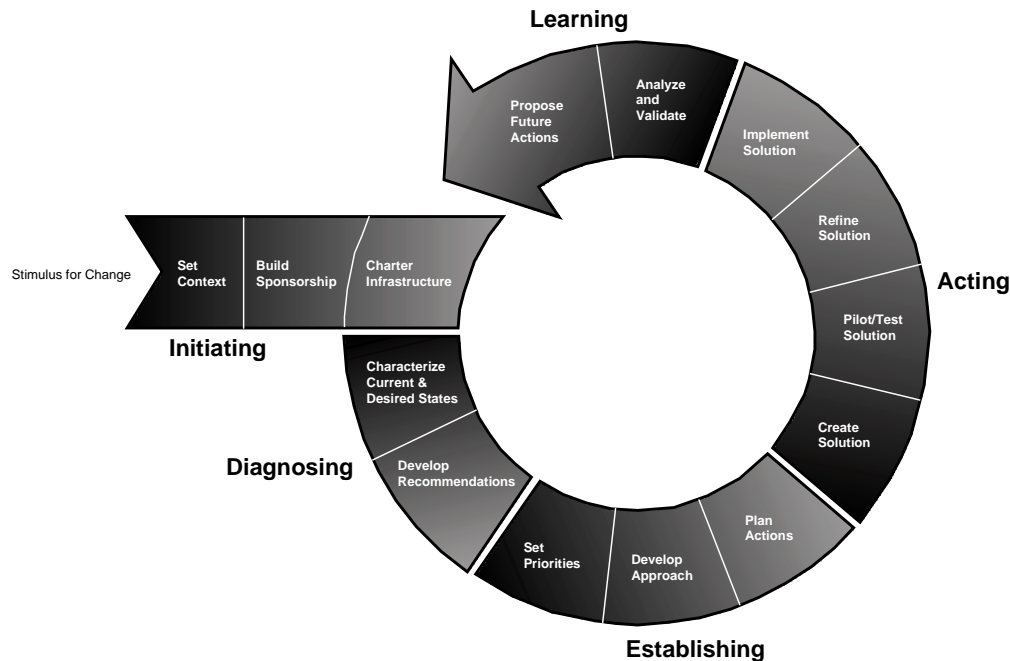 Learning
Propose
Future
Actions
Analyze
and
Validate
Implement
Solution
Refine
Solution
Acting
Pilot/Test
Solution
Create
Solution
Stimulus for Change
Set
Context
Build
Sponsorship
Charter
Infrastructure
Initiating
Characterize
Current &
Desired States
Diagnosing
Develop
Recommendations
Set
Priorities
Develop
Approach
Plan
Actions
Establishing